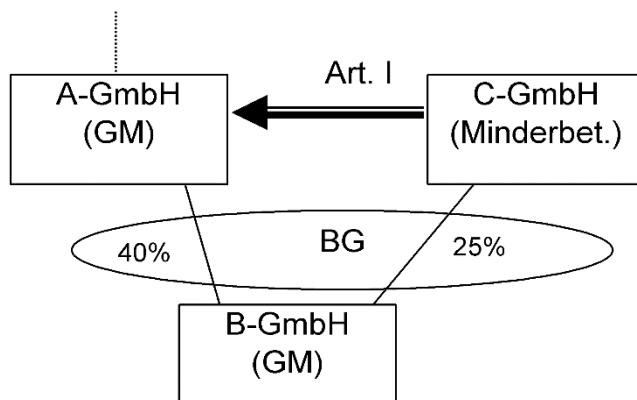 Art. I
A-GmbH
(GM)
C-GmbH
(Minderbet.)
40%
BG
25%
B-GmbH
(GM)